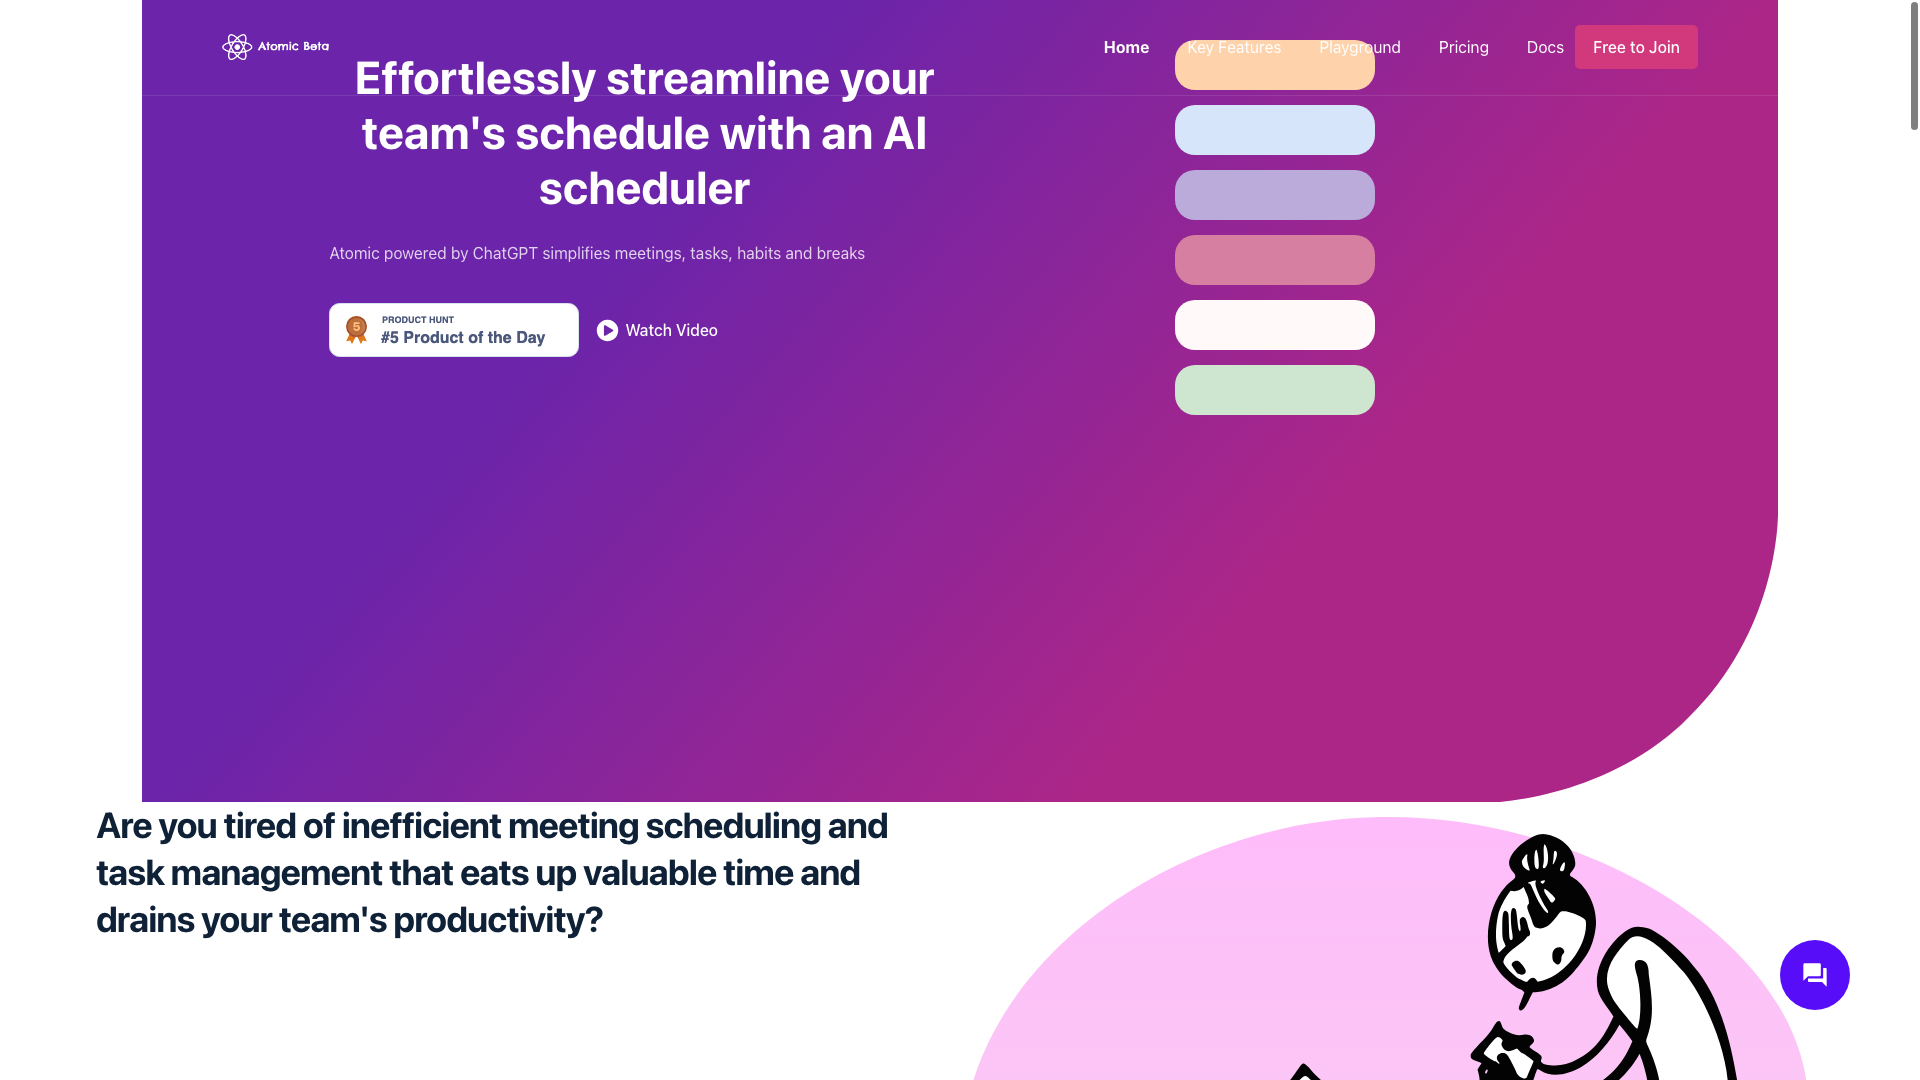 Atomic Beta
Home
Key Features
Playground
Pricing
Docs
Free to Join
Effortlessly streamline your
team's schedule with an AI
scheduler
Atomic powered by ChatGPT simplifies meetings, tasks, habits and breaks
5
PRODUCT HUNT
#5 Product of the Day
Watch Video
Are you tired of inefficient meeting scheduling and
task management that eats up valuable time and
drains your team's productivity?